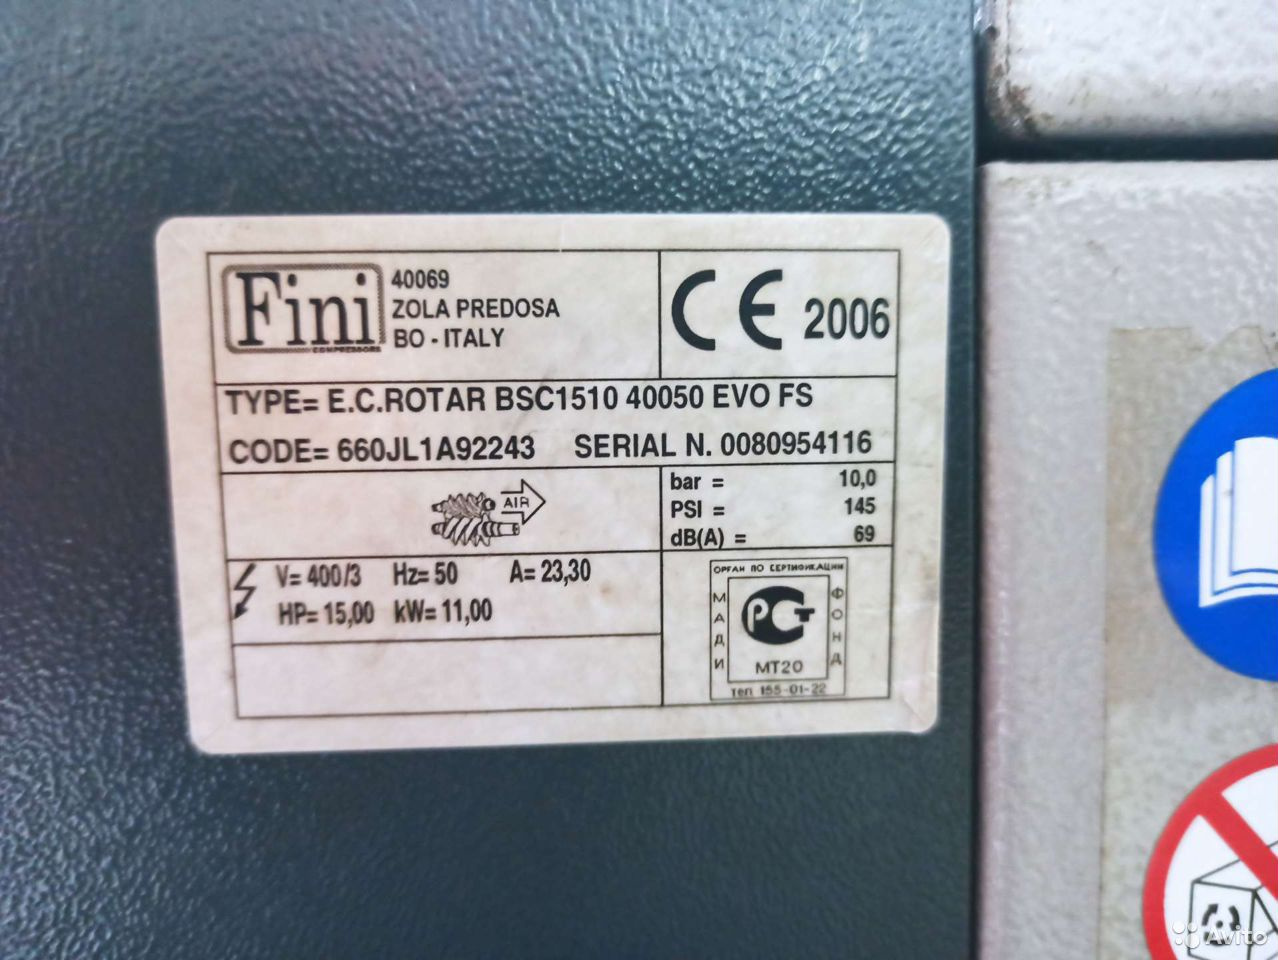 Fini
COMPRESSORS
40069
ZOLA PREDOSA
BO - ITALY
CE 2006
TYPE= E.C.ROTAR BSC1510 40050 EVO FS
CODE= 660JL1A92243 SERIAL N. 0080954116
AIR
bar = 10,0
PSI = 145
dB(A) = 69
V= 400/3 Hz= 50 A= 23,30
HP= 15,00 kW= 11,00
ОРГАН ПО СЕРТИФИКАЦИИ
МАДИ
ФОНД
РСТ
МТ20
тел 155-01-22
Avito